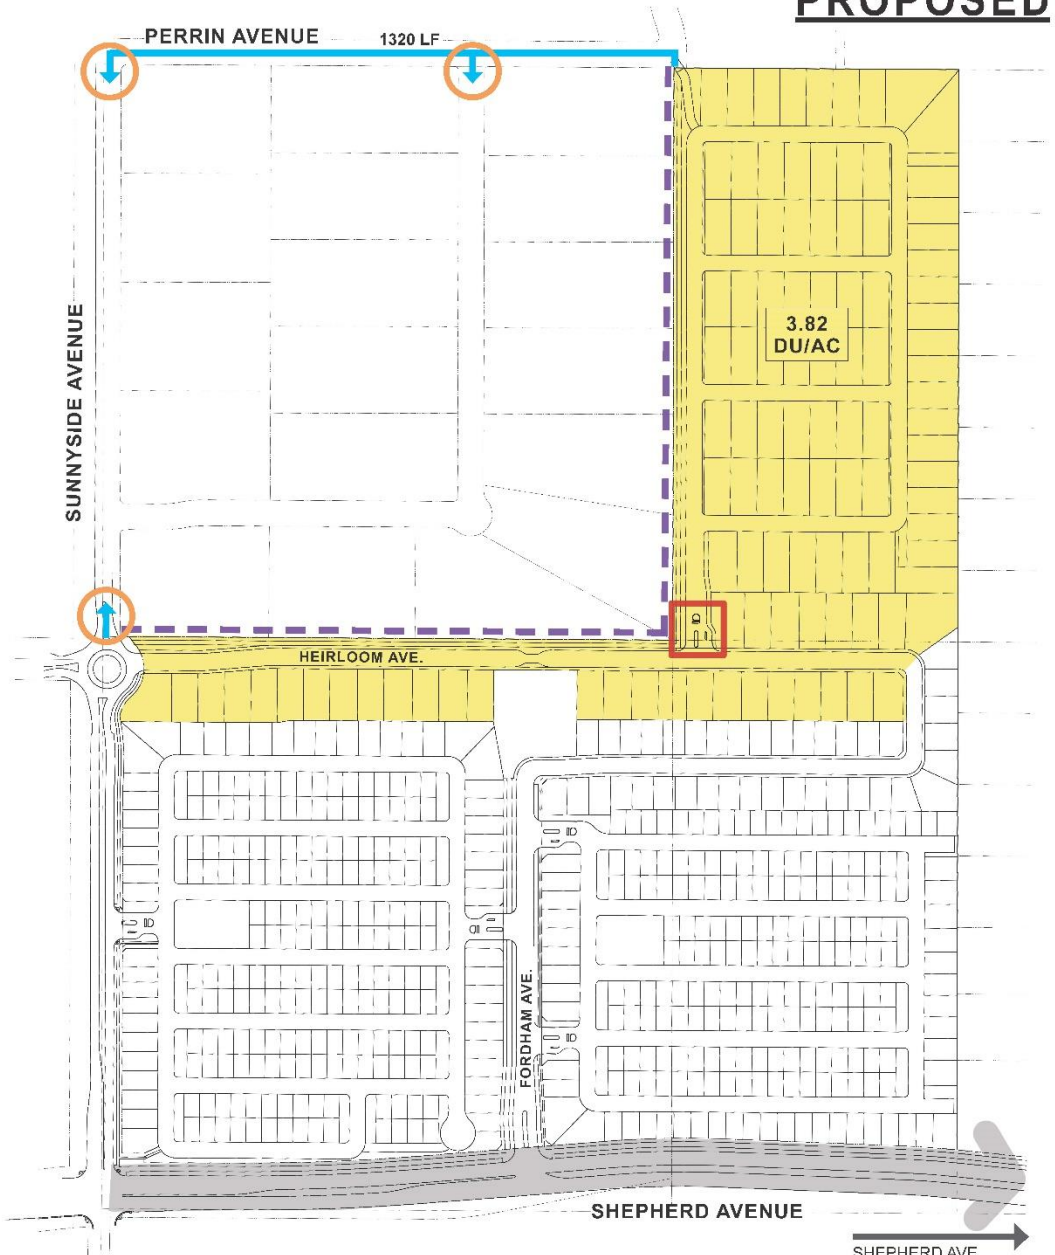 PROPOSED
PERRIN AVENUE
1320 LF
SUNNYSIDE AVENUE
3.82
DU/AC
HEIRLOOM AVE.
FORDHAM AVE.
SHEPHERD AVENUE
SHEPHERD AVE